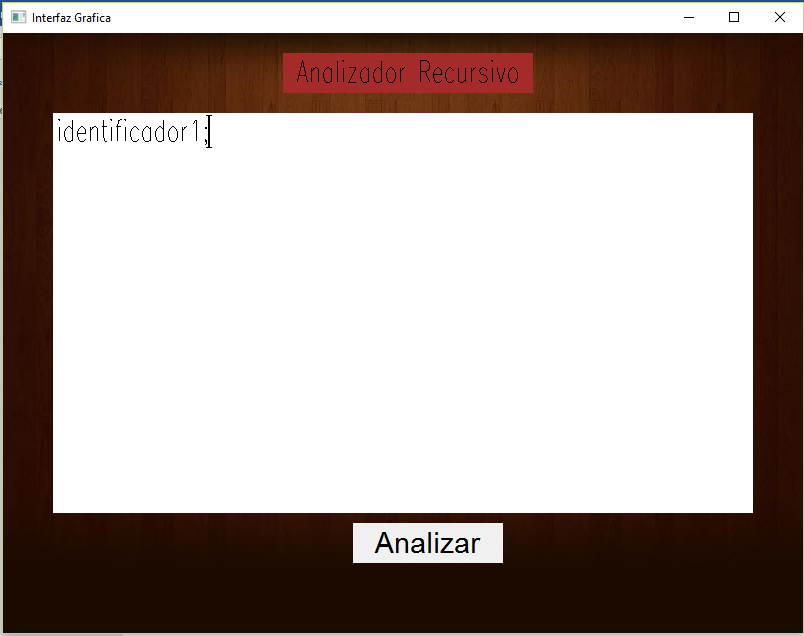 Interfaz Grafica
Analizador Recursivo
identificador1;
Analizar